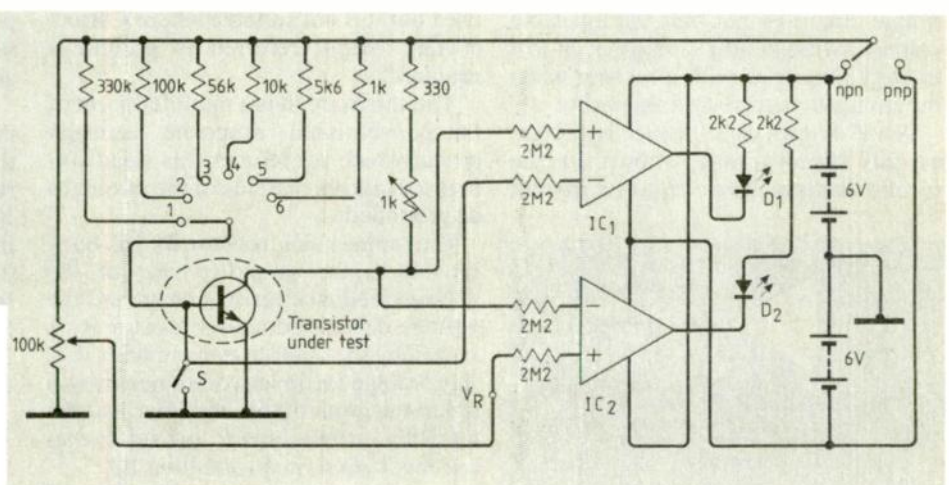 330k 100k 56k 10k 5k6 1k 330
npn pnp
2k2 2k2
+
2M2
−
2M2
IC1
D1
6V
1 2 3 4 5 6
1k
Transistor
under test
S
100k
VR
−
2M2
+
2M2
IC2
D2
6V